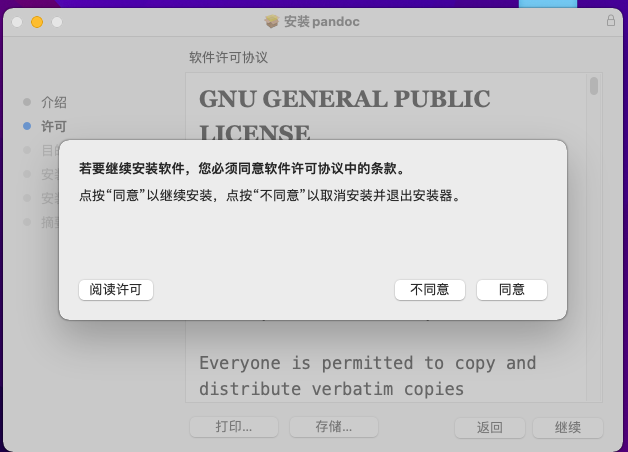 安装 pandoc
软件许可协议
介绍
许可
目
安装
安装
摘要
GNU GENERAL PUBLIC
LICENSE
若要继续安装软件，您必须同意软件许可协议中的条款。
点按“同意”以继续安装，点按“不同意”以取消安装并退出安装器。
阅读许可
不同意
同意
Everyone is permitted to copy and
distribute verbatim copies
打印...
存储...
返回
继续